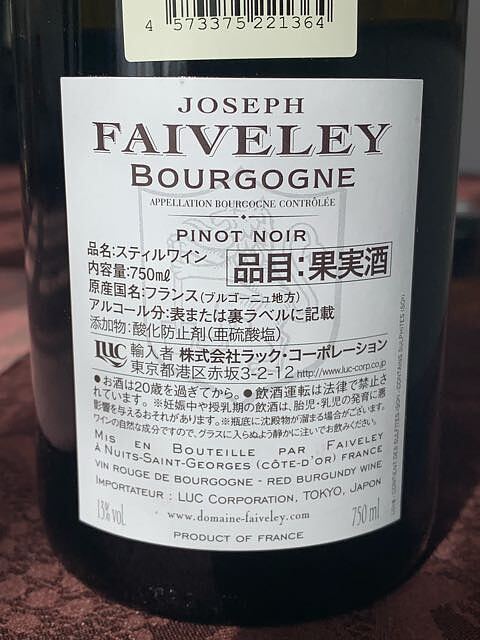 4 573375 221364
JOSEPH
FAIVELEY
BOURGOGNE
APPELLATION BOURGOGNE CONTRÔLÉE
PINOT NOIR
品名:スティルワイン
内容量:750mℓ
品目:果実酒
原産国名:フランス(ブルゴーニュ地方)
アルコール分:表または裏ラベルに記載
添加物:酸化防止剤(亜硫酸塩)
LUC 輸入者 株式会社ラック・コーポレーション
東京都港区赤坂3-2-12 http://www.luc-corp.co.jp
●お酒は20歳を過ぎてから。●飲酒運転は法律で禁止さ
れています。※妊娠中や授乳期の飲酒は、胎児・乳児の発育に悪
影響を与えるおそれがあります。※瓶底に沈殿物が溜まる場合がございます。
ワインの自然な成分ですので、グラスに入らぬよう静かに注いでお飲みください。
MIS EN BOUTEILLE PAR FAIVELEY
À NUITS-SAINT-GEORGES (CÔTE-D'OR) FRANCE
VIN ROUGE DE BOURGOGNE - RED BURGUNDY WINE
IMPORTATEUR : LUC CORPORATION, TOKYO, JAPON
13% vol.
www.domaine-faiveley.com
750 ml
PRODUCT OF FRANCE
CONTIENT DES SULFITES (SO²) - CONTAINS SULPHITES (SO²)